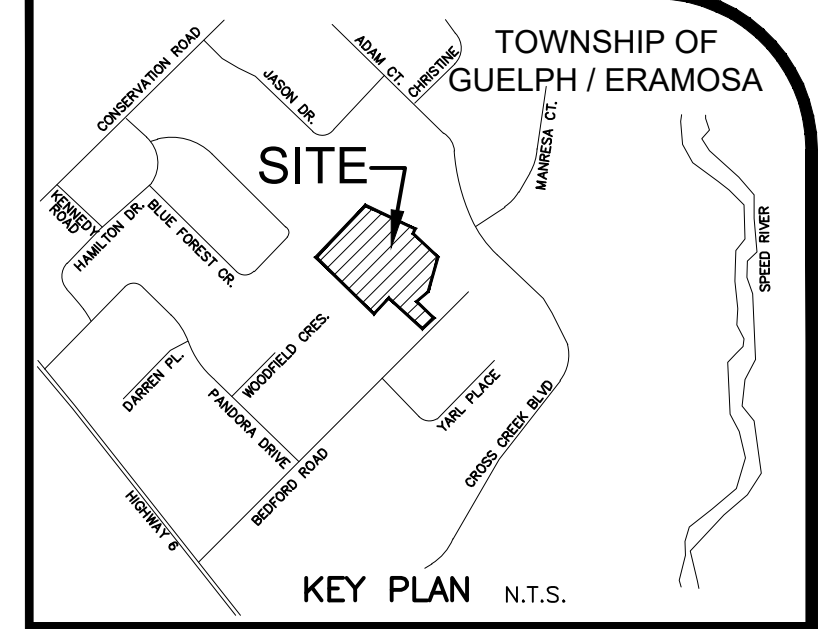 TOWNSHIP OF
GUELPH / ERAMOSA
CONSERVATION ROAD
ADAM CT.
CHRISTINE
JASON DR.
MANRESA CT.
SITE
KENNEDY
ROAD
HAMILTON DR.
BLUE FOREST CR.
SPEED RIVER
WOODFIELD CRES.
DARREN PL.
PANDORA DRIVE
YARL PLACE
CROSS CREEK BLVD
BEDFORD ROAD
HIGHWAY 6
KEY PLAN N.T.S.